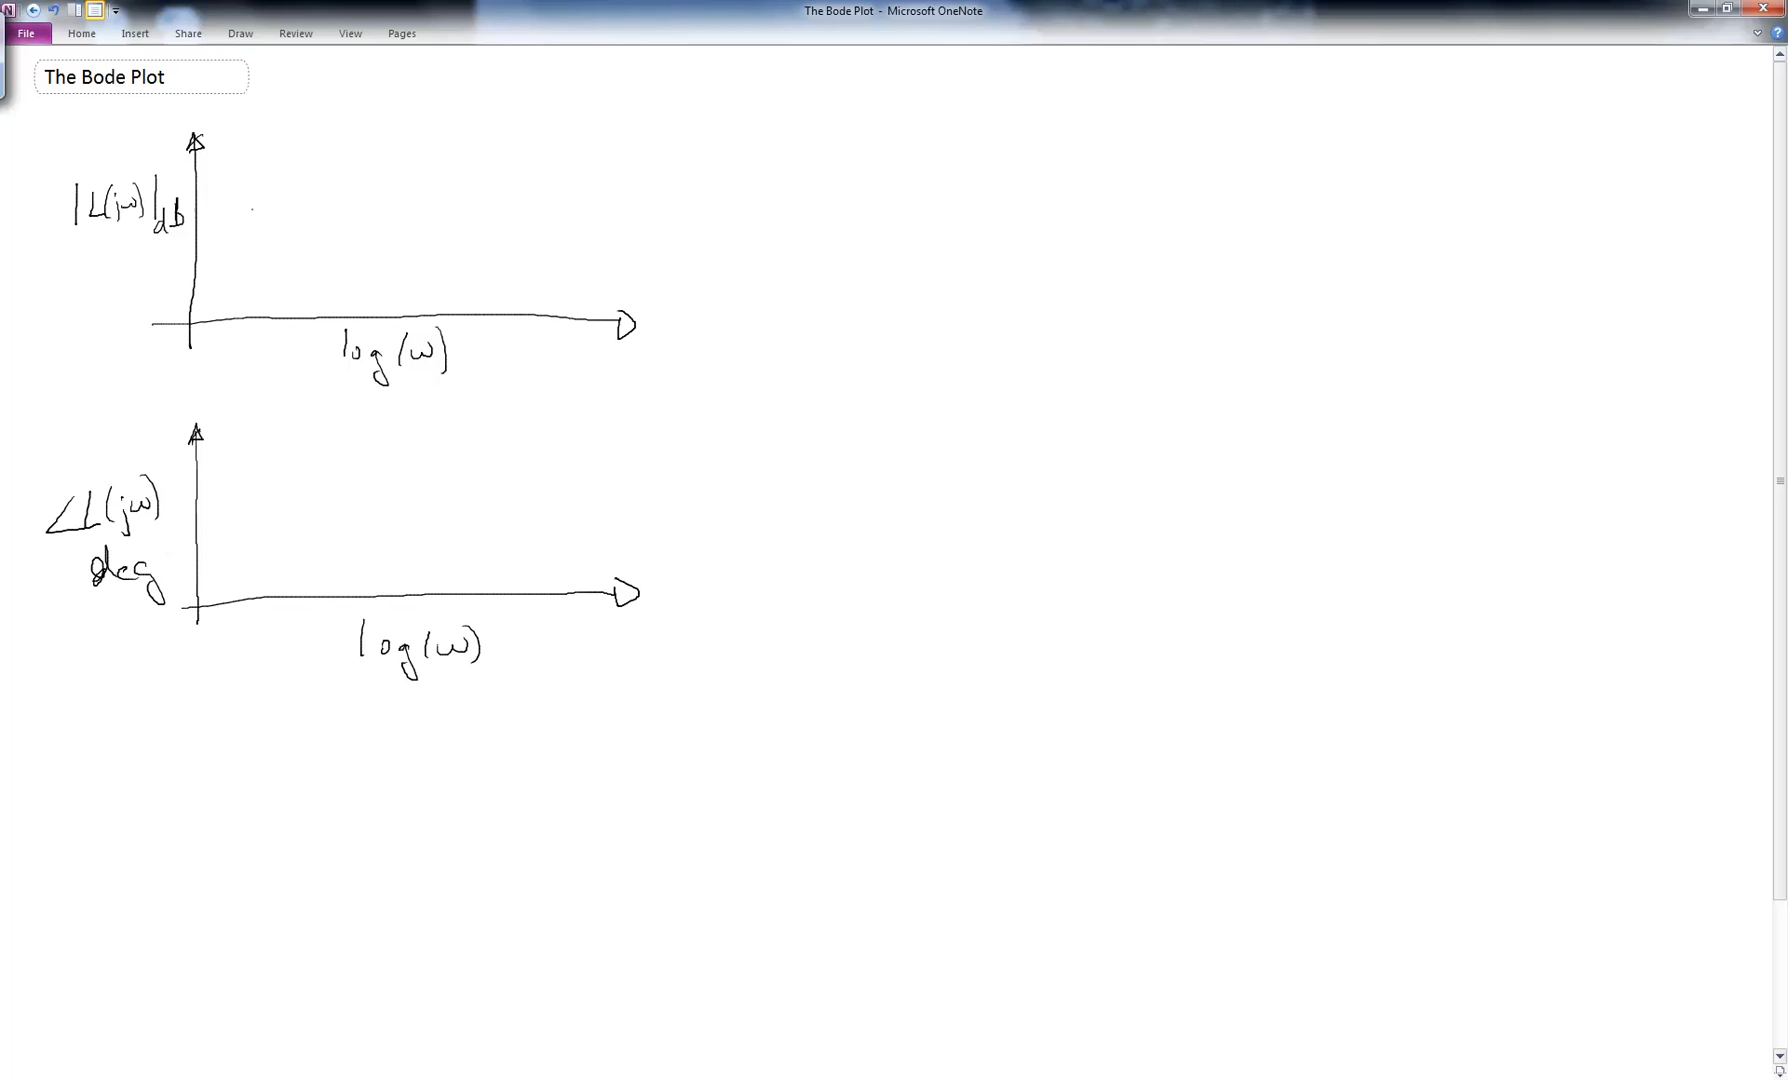 The Bode Plot - Microsoft OneNote
File Home Insert Share Draw Review View Pages
The Bode Plot
|L(jω)|db
log(ω)
∠L(jω)
deg
log(ω)